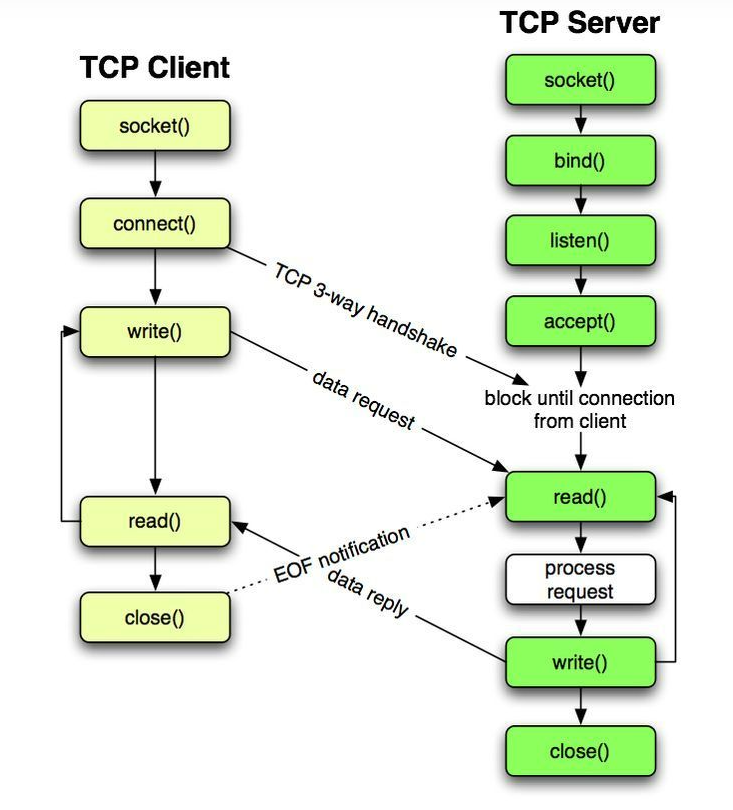 TCP Client
socket()
connect()
write()
read()
close()
TCP 3-way handshake
data request
EOF notification
data reply
TCP Server
socket()
bind()
listen()
accept()
block until connection
from client
read()
process
request
write()
close()